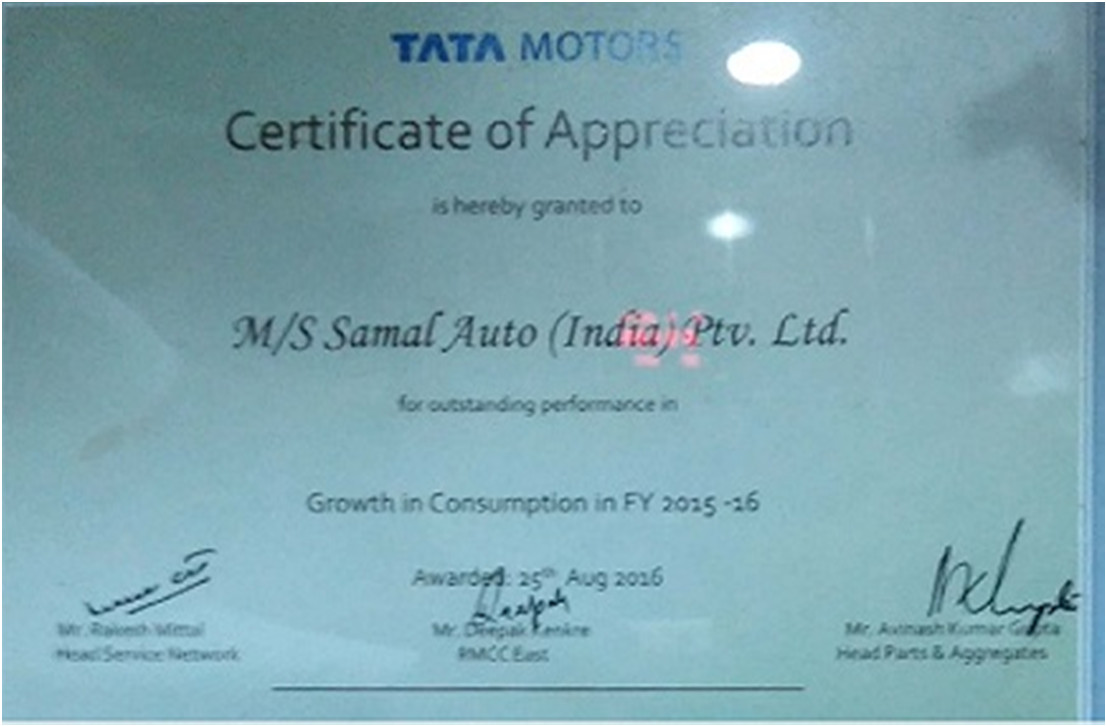 TATA MOTORS
Certificate of Appreciation
is hereby granted to
M/S Samal Auto (India) Ptv. Ltd.
for outstanding performance in
Growth in Consumption in FY 2015 -16
Awarded: 25th Aug 2016
Mr. Rakesh Mittal Mr. Deepak Kenkre Mr. Avinash Kumar Gupta
Head Service Network RMCC East Head Parts & Aggregates